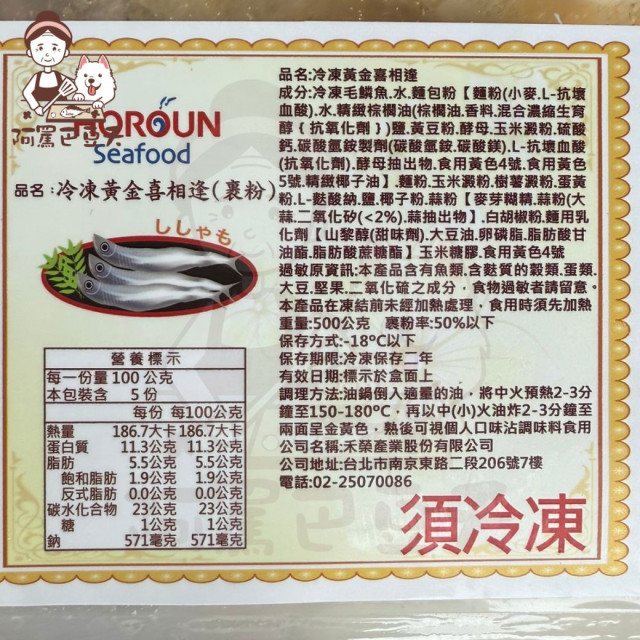 HOROUN
阿罵巴豆夭
Seafood
品名：冷凍黃金喜相逢(裹粉)
ししゃも
營養標示
每一份量 100 公克
本包裝含 5 份
每份 每100公克
熱量 186.7大卡 186.7大卡
蛋白質 11.3公克 11.3公克
脂肪 5.5公克 5.5公克
飽和脂肪 1.9公克 1.9公克
反式脂肪 0.0公克 0.0公克
碳水化合物 23公克 23公克
糖 1公克 1公克
鈉 571毫克 571毫克
品名:冷凍黃金喜相逢
成分:冷凍毛鱗魚.水.麵包粉【麵粉(小麥.L-抗壞
血酸).水.精緻棕櫚油(棕櫚油.香料.混合濃縮生育
醇{抗氧化劑})鹽.黃豆粉.酵母.玉米澱粉.硫酸
鈣.碳酸氫銨製劑(碳酸氫銨.碳酸鎂).L-抗壞血酸
(抗氧化劑).酵母抽出物.食用黃色4號.食用黃色
5號.精緻椰子油】.麵粉.玉米澱粉.樹薯澱粉.蛋黃
粉.L-麩酸鈉.鹽.椰子粉.蒜粉【麥芽糊精.蒜粉(大
蒜.二氧化矽(<2%).蒜抽出物】.白胡椒粉.麵用乳
化劑【山黎醇(甜味劑).大豆油.卵磷脂.脂肪酸甘
油酯.脂肪酸蔗糖酯】玉米糖膠.食用黃色4號
過敏原資訊:本產品含有魚類.含麩質的穀類.蛋類.
大豆.堅果.二氧化硫之成分，食物過敏者請留意。
本產品在凍結前未經加熱處理，食用時須先加熱
重量:500公克 裹粉率:50%以下
保存方式:-18ºC以下
保存期限:冷凍保存二年
有效日期:標示於盒面上
調理方法:油鍋倒入適量的油，將中火預熱2-3分
鐘至150-180ºC，再以中(小)火油炸2-3分鐘至
兩面呈金黃色，熟後可視個人口味沾調味料食用
公司名稱:禾榮產業股份有限公司
公司地址:台北市南京東路二段206號7樓
電話:02-25070086
須冷凍
阿罵巴豆夭